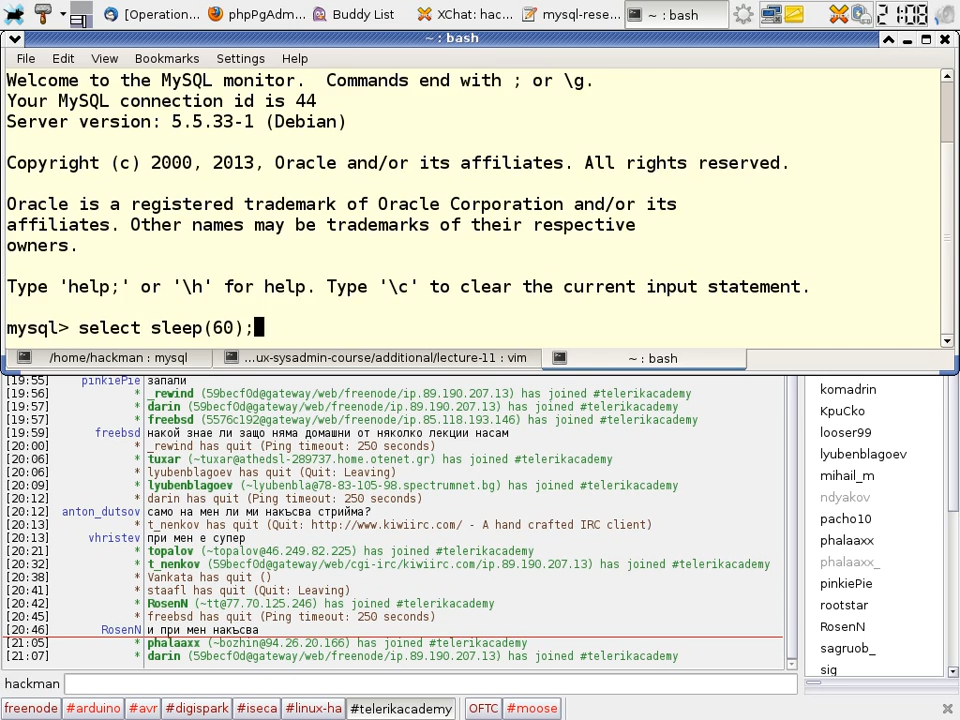 [Operation...
phpPgAdm...
Buddy List
XChat: hac...
mysql-rese...
~ : bash
2 1:08
~ : bash
File Edit View Bookmarks Settings Help
Welcome to the MySQL monitor.  Commands end with ; or \g.
Your MySQL connection id is 44
Server version: 5.5.33-1 (Debian)
Copyright (c) 2000, 2013, Oracle and/or its affiliates. All rights reserved.
Oracle is a registered trademark of Oracle Corporation and/or its
affiliates. Other names may be trademarks of their respective
owners.
Type 'help;' or '\h' for help. Type '\c' to clear the current input statement.
mysql> select sleep(60);
/home/hackman : mysql
...ux-sysadmin-course/additional/lecture-11 : vim
~ : bash
[19:55] pinkiePie запали
[19:56] * _rewind (59becf0d@gateway/web/freenode/ip.89.190.207.13) has joined #telerikacademy
[19:57] * darin (59becf0d@gateway/web/freenode/ip.89.190.207.13) has joined #telerikacademy
[19:57] * freebsd (5576c192@gateway/web/freenode/ip.85.118.193.146) has joined #telerikacademy
[19:59] freebsd накой знае ли защо няма домашни от няколко лекции насам
[20:00] * _rewind has quit (Ping timeout: 250 seconds)
[20:06] * tuxar (~tuxar@athedsl-289737.home.otenet.gr) has joined #telerikacademy
[20:06] * lyubenblagoev has quit (Quit: Leaving)
[20:09] * lyubenblagoev (~lyubenbla@78-83-105-98.spectrumnet.bg) has joined #telerikacademy
[20:12] * darin has quit (Ping timeout: 250 seconds)
[20:12] anton_dutsov само на мен ли ми накъсва стрийма?
[20:13] * t_nenkov has quit (Quit: http://www.kiwiirc.com/ - A hand crafted IRC client)
[20:13] vhristev при мен е супер
[20:21] * topalov (~topalov@46.249.82.225) has joined #telerikacademy
[20:32] * t_nenkov (59becf0d@gateway/web/cgi-irc/kiwiirc.com/ip.89.190.207.13) has joined #telerikacademy
[20:38] * Vankata has quit ()
[20:41] * staafl has quit (Quit: Leaving)
[20:42] * RosenN (~tt@77.70.125.246) has joined #telerikacademy
[20:45] * freebsd has quit (Ping timeout: 250 seconds)
[20:46] RosenN и при мен накъсва
[21:05] * phalaaxx (~bozhin@94.26.20.166) has joined #telerikacademy
[21:07] * darin (59becf0d@gateway/web/freenode/ip.89.190.207.13) has joined #telerikacademy
komadrin
KpuCko
looser99
lyubenblagoev
mihail_m
ndyakov
pacho10
phalaaxx
phalaaxx_
pinkiePie
rootstar
RosenN
sagruob_
sig
hackman
freenode #arduino #avr #digispark #iseca #linux-ha #telerikacademy OFTC #moose